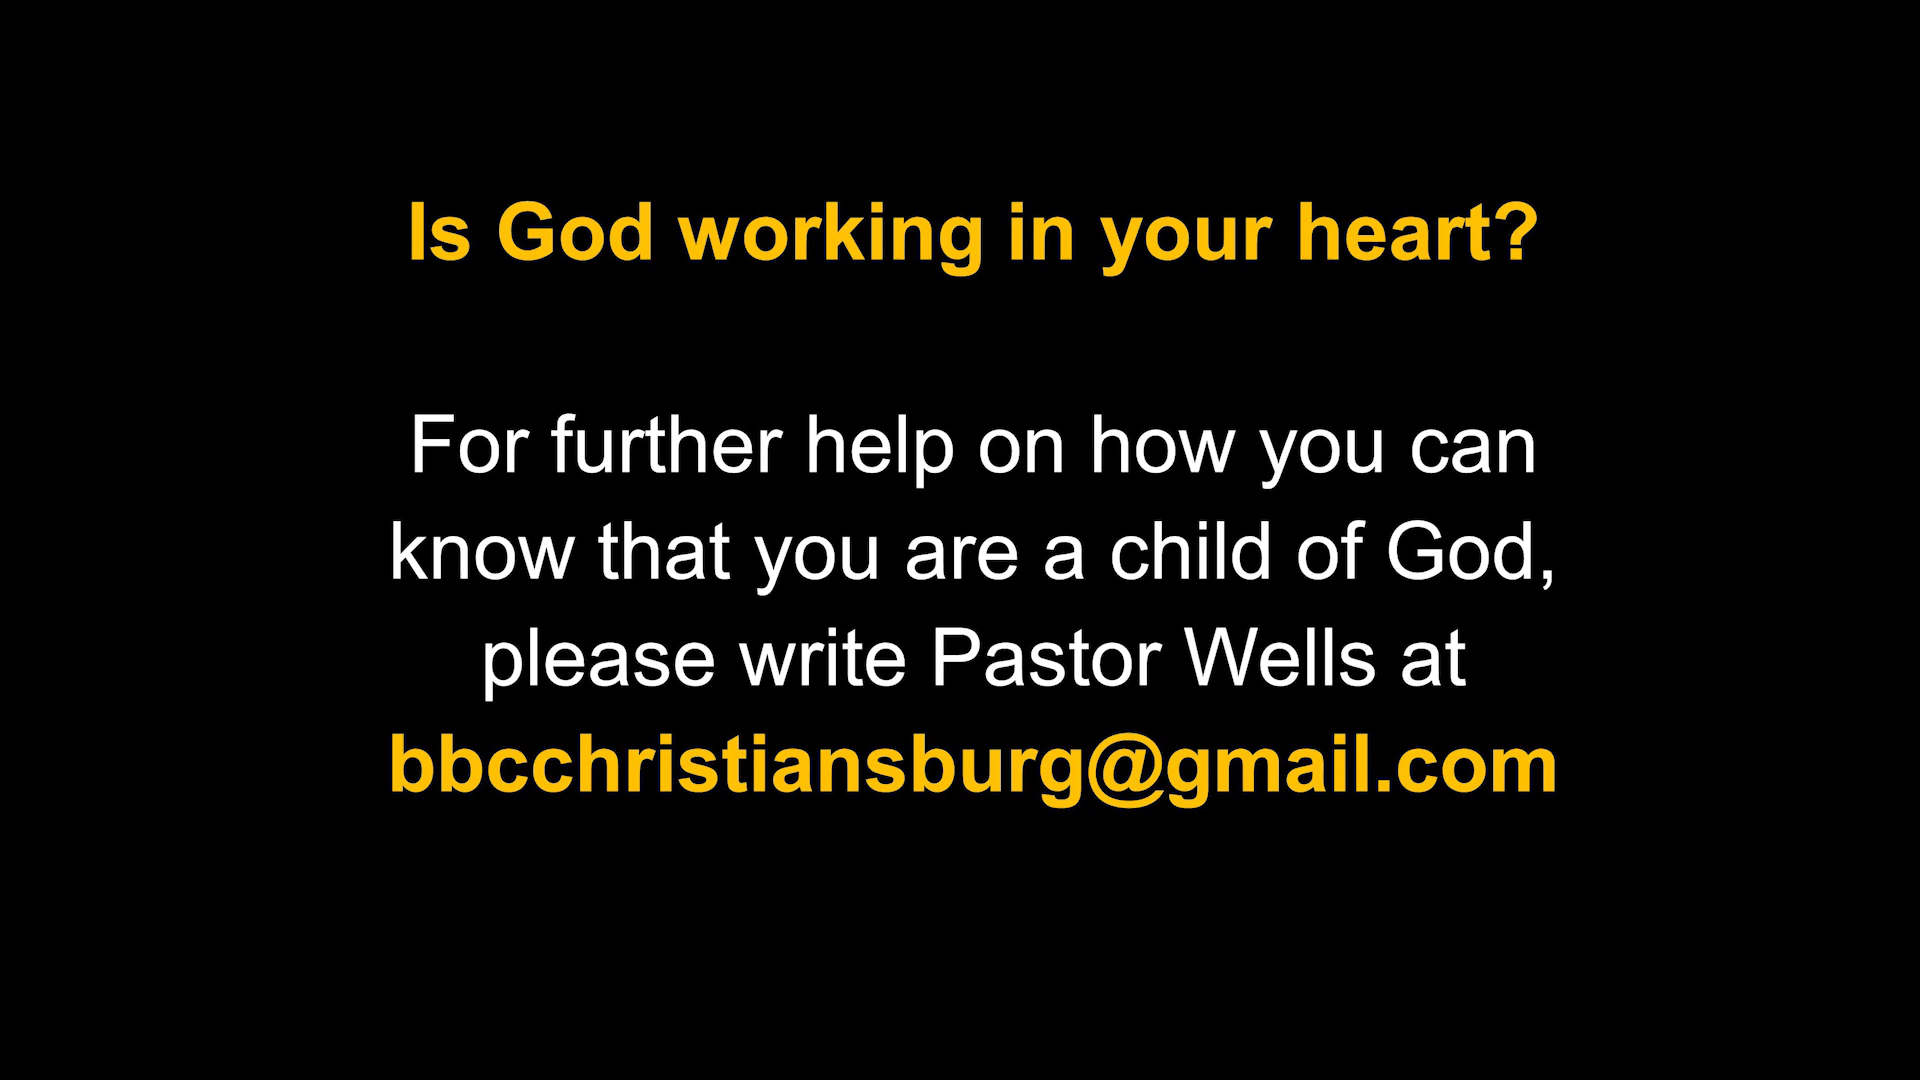 Is God working in your heart?
For further help on how you can
know that you are a child of God,
please write Pastor Wells at
bbcchristiansburg@gmail.com